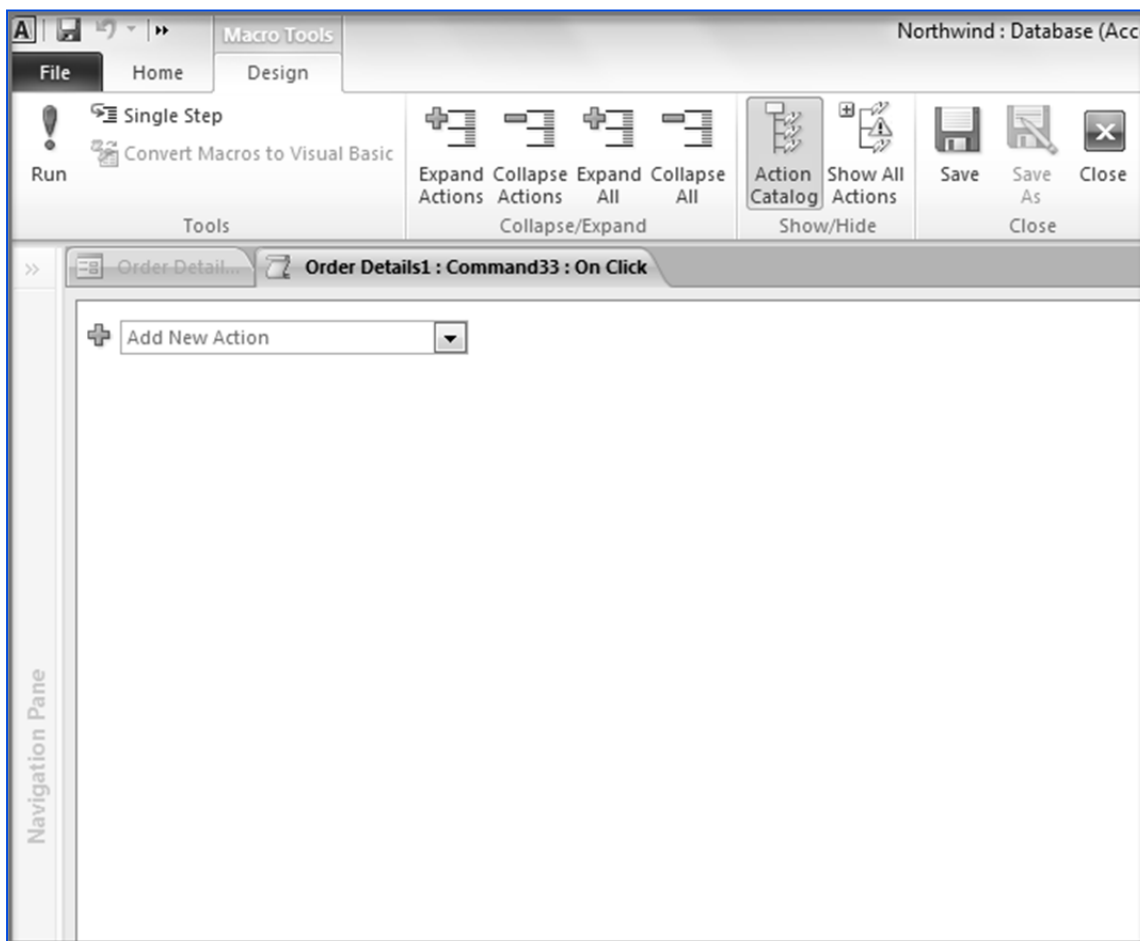 A
Macro Tools
Northwind : Database (Acc
File Home Design
Run
Single Step
Convert Macros to Visual Basic
Tools
Expand Actions
Collapse Actions
Expand All
Collapse All
Collapse/Expand
Action Catalog
Show All Actions
Show/Hide
Save
Save As
Close
Close
Order Detail...
Order Details1 : Command33 : On Click
Add New Action
Navigation Pane